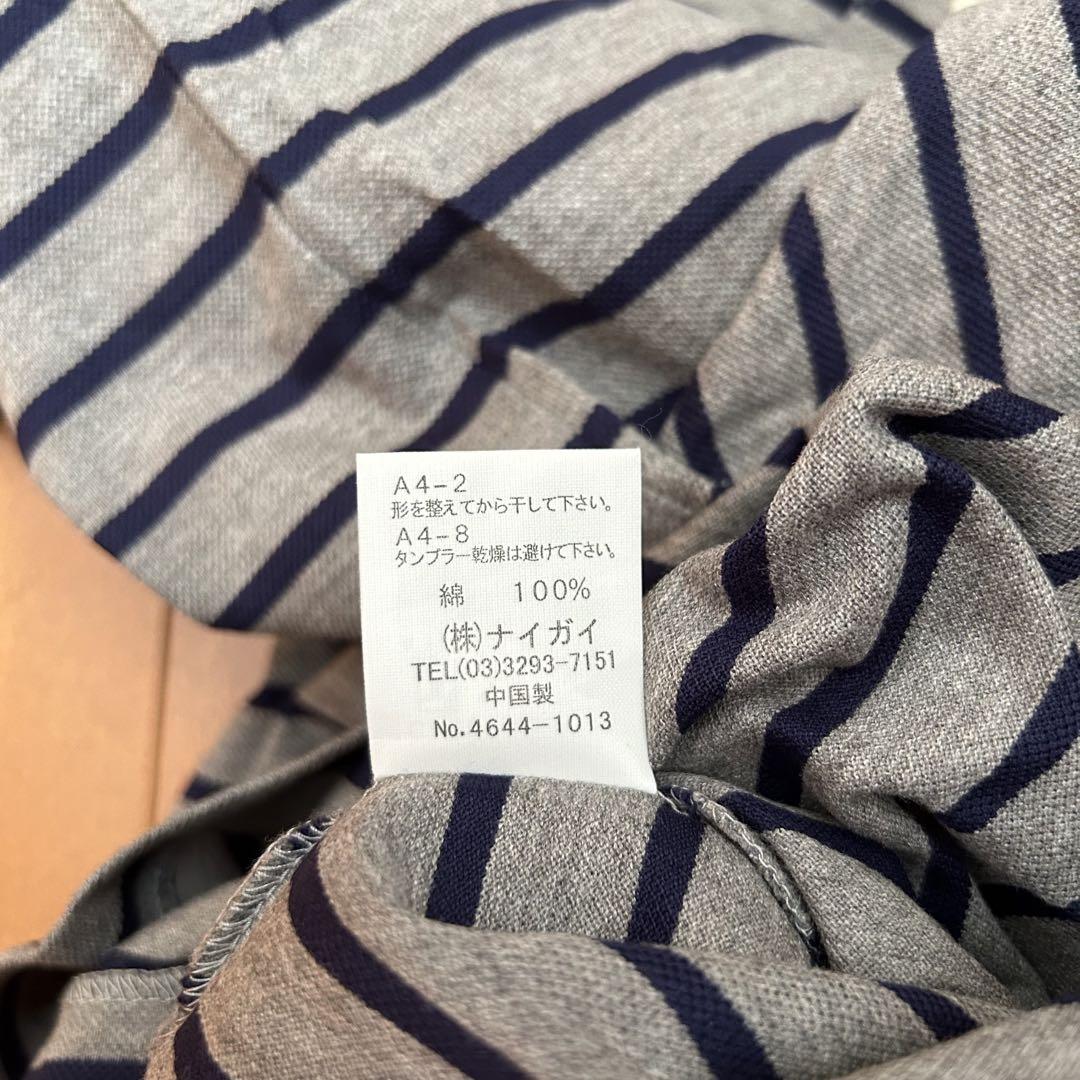 A4-2
形を整えてから干して下さい。
A4-8
タンブラー乾燥は避けて下さい。
綿 100%
(株)ナイガイ
TEL(03)3293-7151
中国製
No.4644-1013